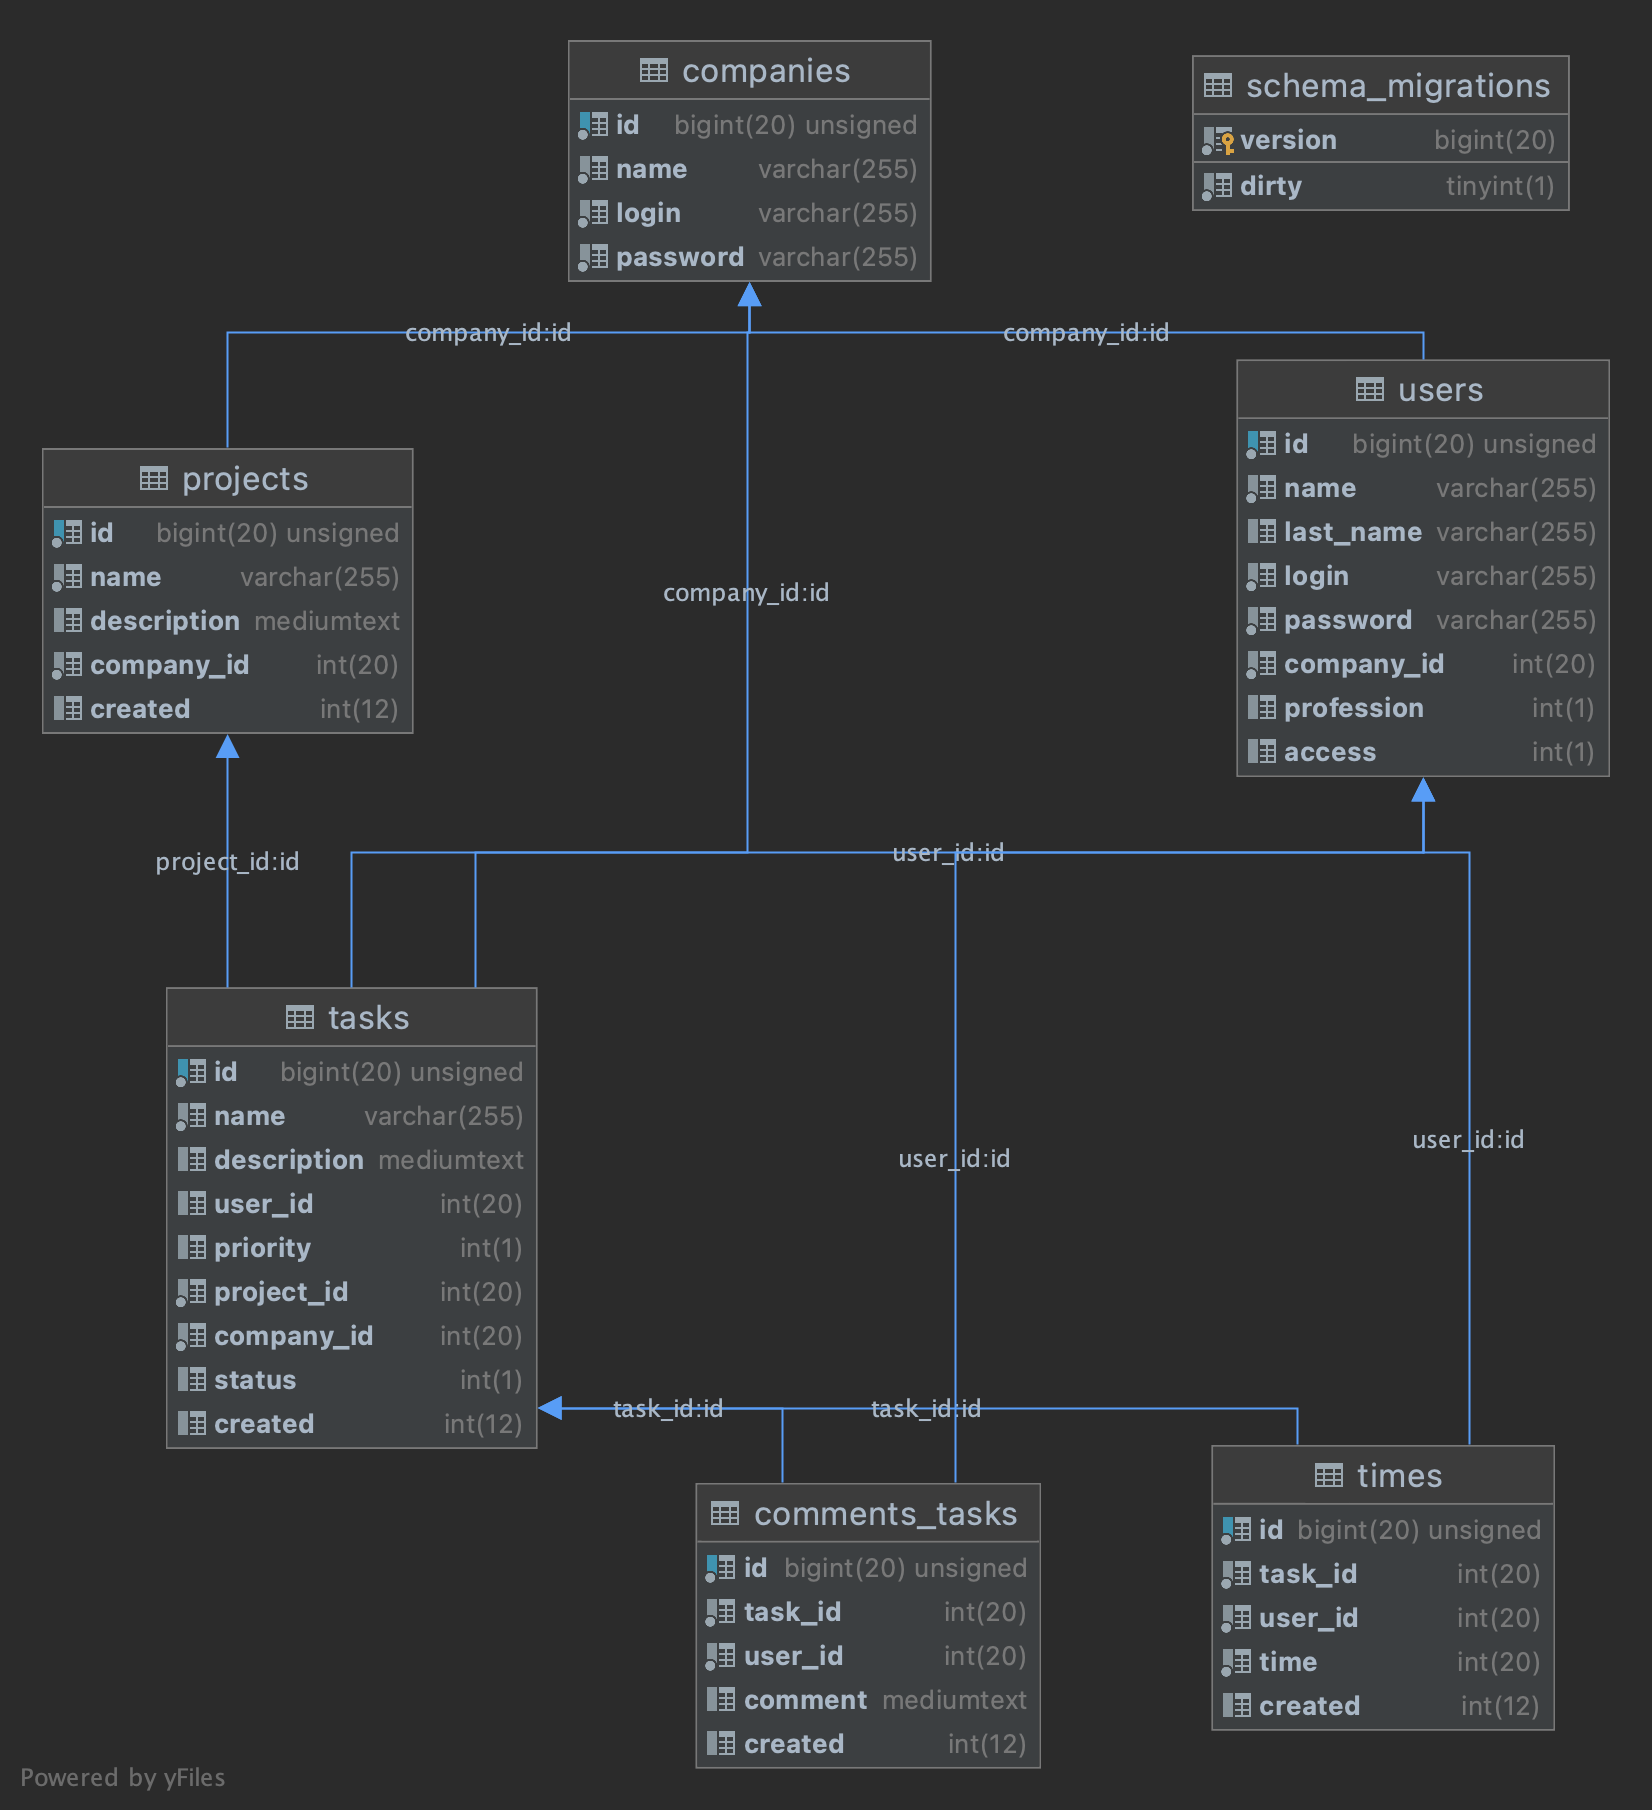 companies
id bigint(20) unsigned
name varchar(255)
login varchar(255)
password varchar(255)
schema_migrations
version bigint(20)
dirty tinyint(1)
company_id:id
company_id:id
users
id bigint(20) unsigned
name varchar(255)
last_name varchar(255)
login varchar(255)
password varchar(255)
company_id int(20)
profession int(1)
access int(1)
projects
id bigint(20) unsigned
name varchar(255)
description mediumtext
company_id int(20)
created int(12)
company_id:id
project_id:id
user_id:id
tasks
id bigint(20) unsigned
name varchar(255)
description mediumtext
user_id int(20)
priority int(1)
project_id int(20)
company_id int(20)
status int(1)
created int(12)
user_id:id
user_id:id
task_id:id
task_id:id
comments_tasks
id bigint(20) unsigned
task_id int(20)
user_id int(20)
comment mediumtext
created int(12)
times
id bigint(20) unsigned
task_id int(20)
user_id int(20)
time int(20)
created int(12)
Powered by yFiles